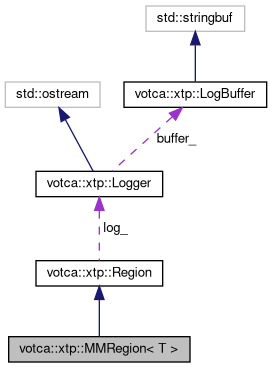 std::stringbuf
std::ostream
votca::xtp::LogBuffer
buffer_
votca::xtp::Logger
log_
votca::xtp::Region
votca::xtp::MMRegion< T >